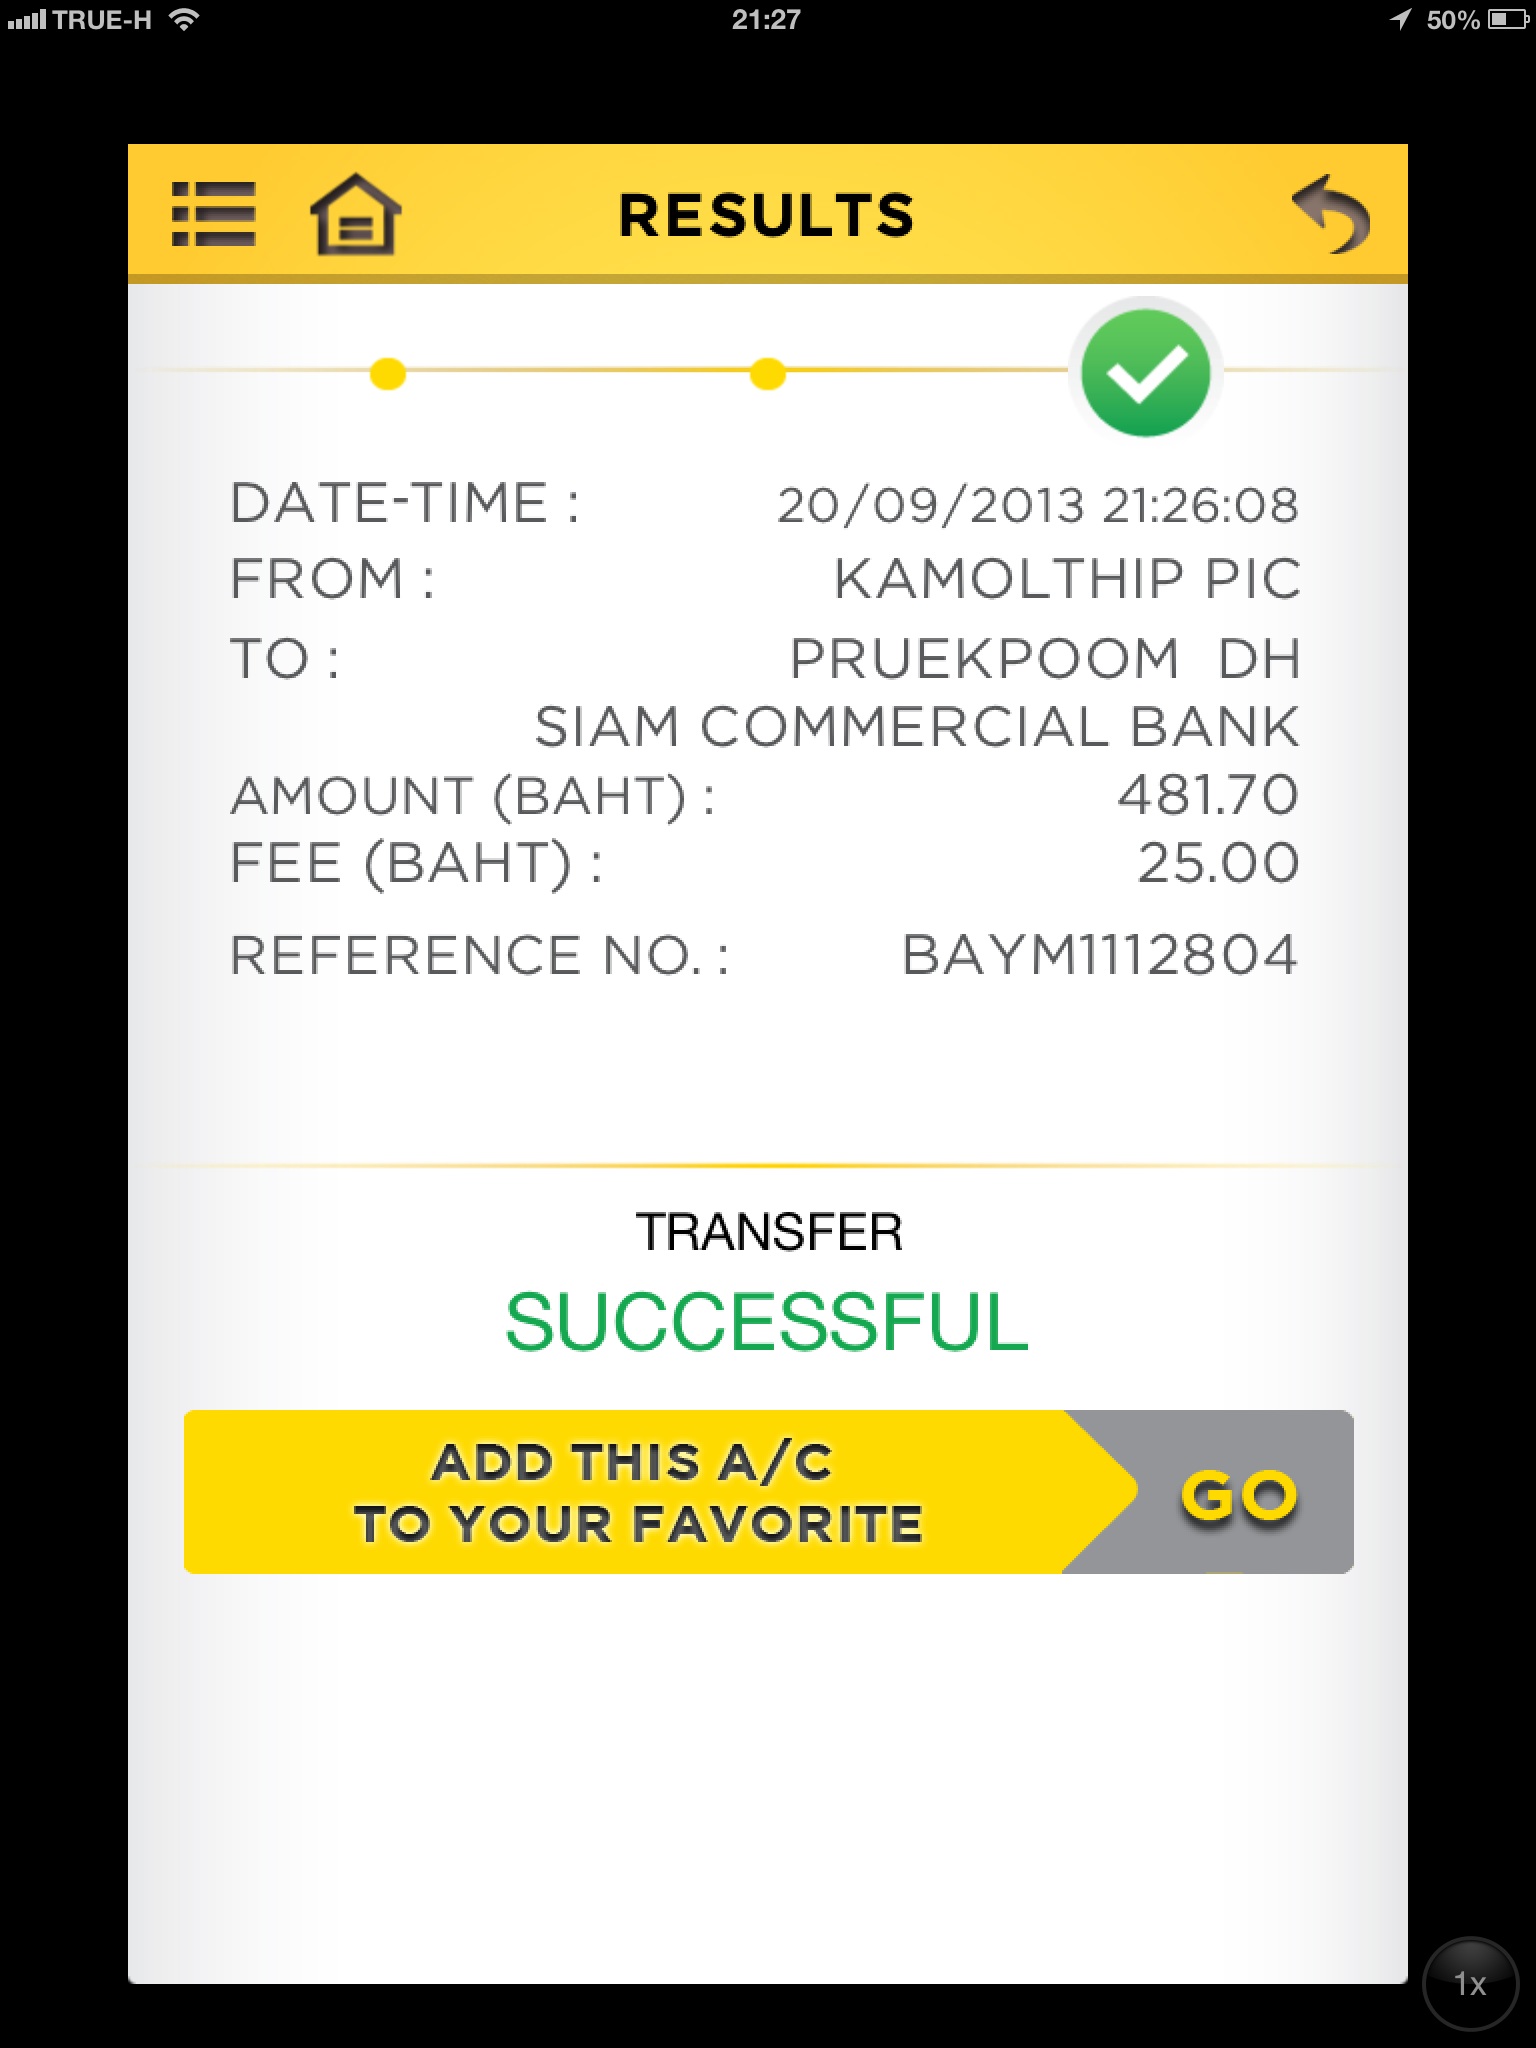 TRUE-H 21:27 50%
RESULTS
DATE-TIME : 20/09/2013 21:26:08
FROM : KAMOLTHIP PIC
TO : PRUEKPOOM  DH
SIAM COMMERCIAL BANK
AMOUNT (BAHT) : 481.70
FEE (BAHT) : 25.00
REFERENCE NO. : BAYM1112804
TRANSFER
SUCCESSFUL
ADD THIS A/C
TO YOUR FAVORITE
GO
1x